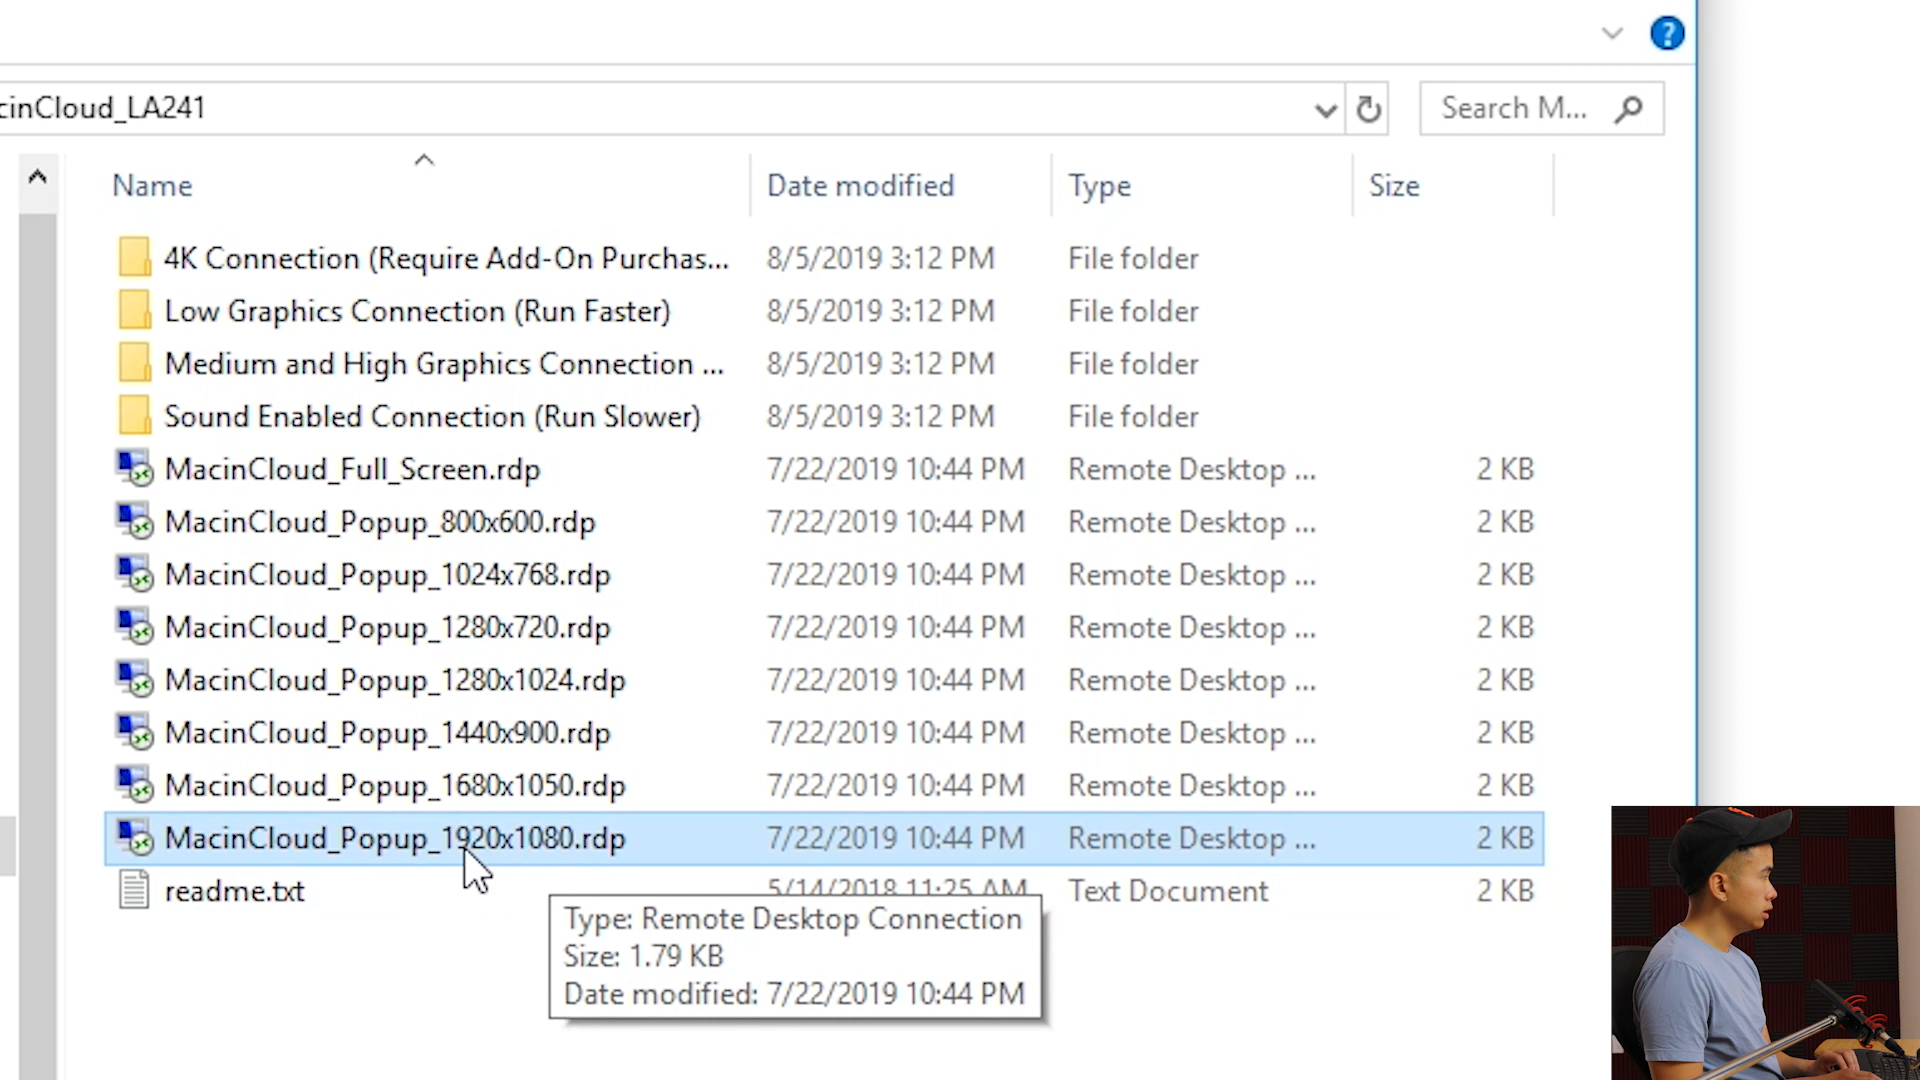 ?
cinCloud_LA241
Search M...
Name Date modified Type Size
4K Connection (Require Add-On Purchas... 8/5/2019 3:12 PM File folder
Low Graphics Connection (Run Faster) 8/5/2019 3:12 PM File folder
Medium and High Graphics Connection ... 8/5/2019 3:12 PM File folder
Sound Enabled Connection (Run Slower) 8/5/2019 3:12 PM File folder
MacinCloud_Full_Screen.rdp 7/22/2019 10:44 PM Remote Desktop ... 2 KB
MacinCloud_Popup_800x600.rdp 7/22/2019 10:44 PM Remote Desktop ... 2 KB
MacinCloud_Popup_1024x768.rdp 7/22/2019 10:44 PM Remote Desktop ... 2 KB
MacinCloud_Popup_1280x720.rdp 7/22/2019 10:44 PM Remote Desktop ... 2 KB
MacinCloud_Popup_1280x1024.rdp 7/22/2019 10:44 PM Remote Desktop ... 2 KB
MacinCloud_Popup_1440x900.rdp 7/22/2019 10:44 PM Remote Desktop ... 2 KB
MacinCloud_Popup_1680x1050.rdp 7/22/2019 10:44 PM Remote Desktop ... 2 KB
MacinCloud_Popup_1920x1080.rdp 7/22/2019 10:44 PM Remote Desktop ... 2 KB
readme.txt 5/14/2018 11:25 AM Text Document 2 KB
Type: Remote Desktop Connection
Size: 1.79 KB
Date modified: 7/22/2019 10:44 PM